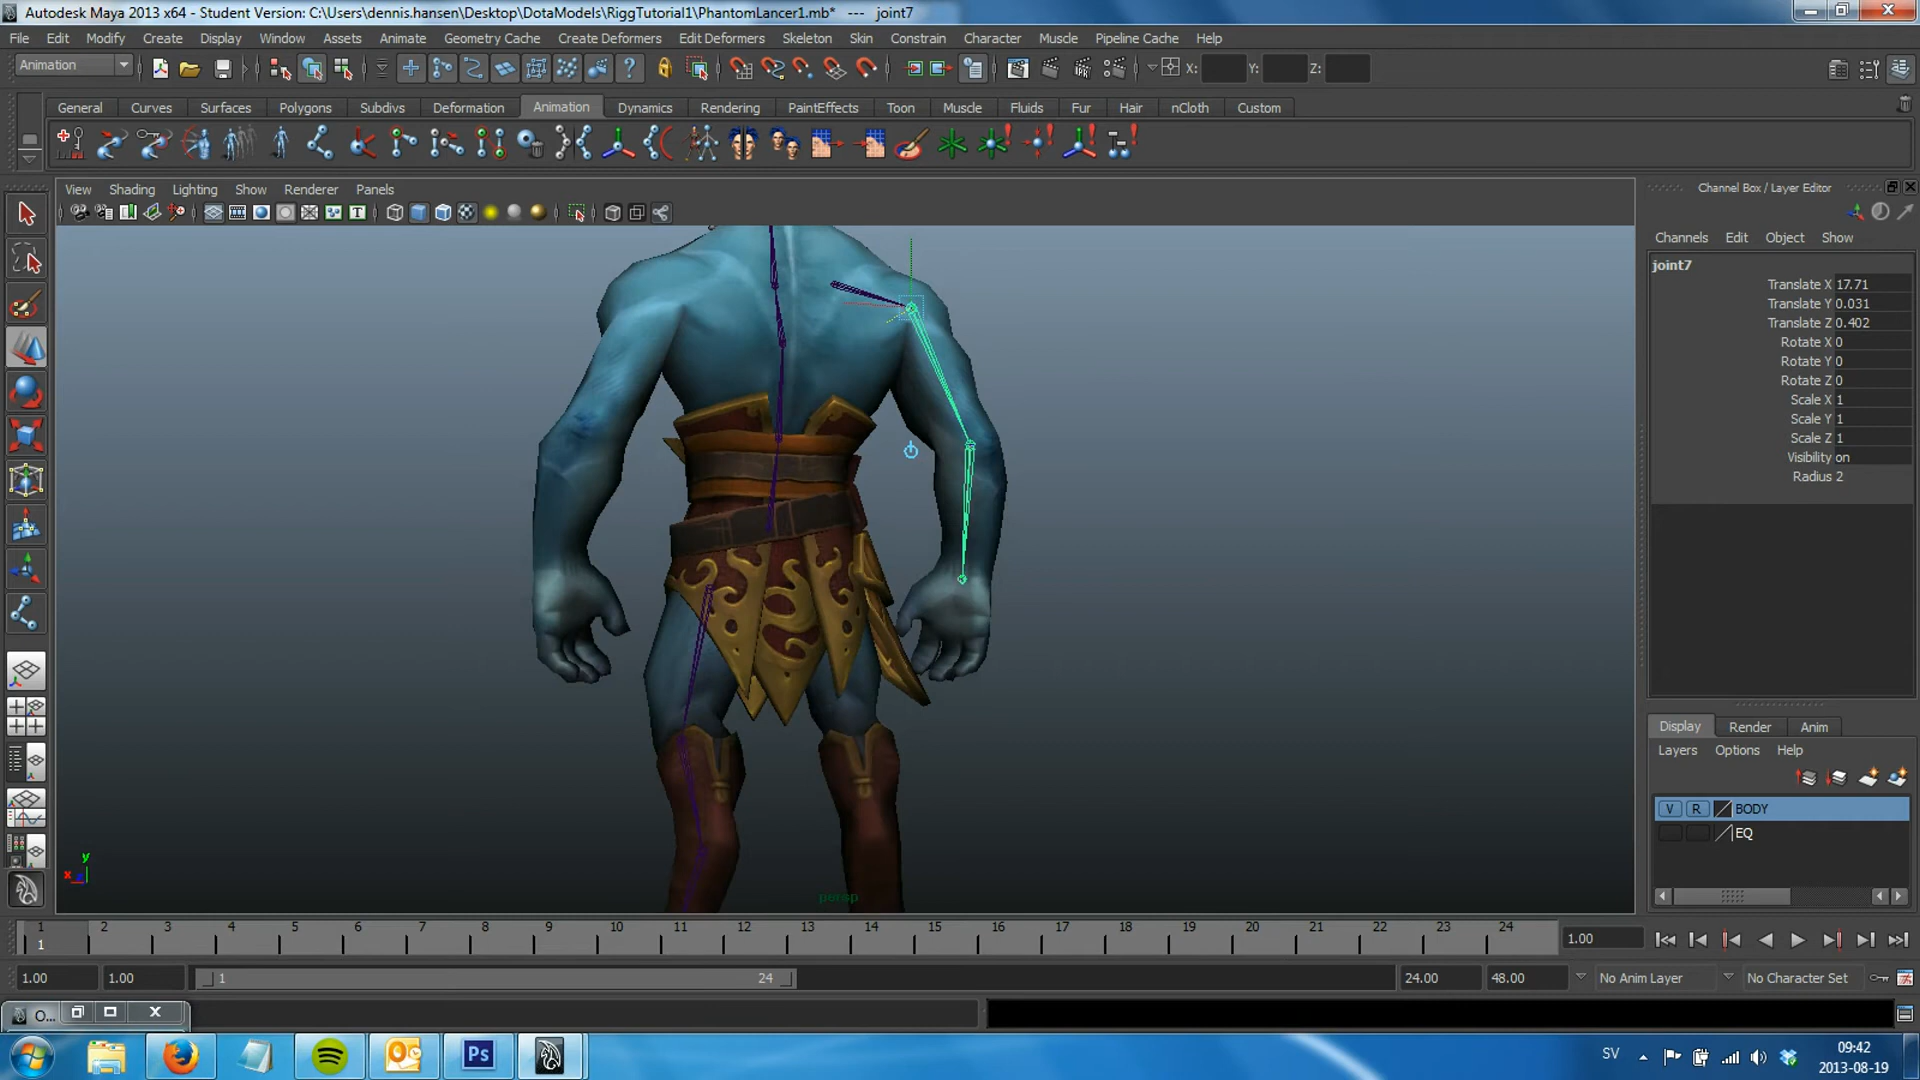 Autodesk Maya 2013 x64 - Student Version: C:\Users\dennis.hansen\Desktop\DotaModels\RiggTutorial1\PhantomLancer1.mb* --- joint7
File Edit Modify Create Display Window Assets Animate Geometry Cache Create Deformers Edit Deformers Skeleton Skin Constrain Character Muscle Pipeline Cache Help
Animation X: Y: Z:
General Curves Surfaces Polygons Subdivs Deformation Animation Dynamics Rendering PaintEffects Toon Muscle Fluids Fur Hair nCloth Custom
View Shading Lighting Show Renderer Panels
Channel Box / Layer Editor
Channels Edit Object Show
joint7
Translate X 17.71
Translate Y 0.031
Translate Z 0.402
Rotate X 0
Rotate Y 0
Rotate Z 0
Scale X 1
Scale Y 1
Scale Z 1
Visibility on
Radius 2
Display Render Anim
Layers Options Help
V R BODY
EQ
y
x
persp
1 2 3 4 5 6 7 8 9 10 11 12 13 14 15 16 17 18 19 20 21 22 23 24
1
1.00
1.00 1.00 1 24 24.00 48.00 No Anim Layer No Character Set
O...
Ps
SV
09:42
2013-08-19